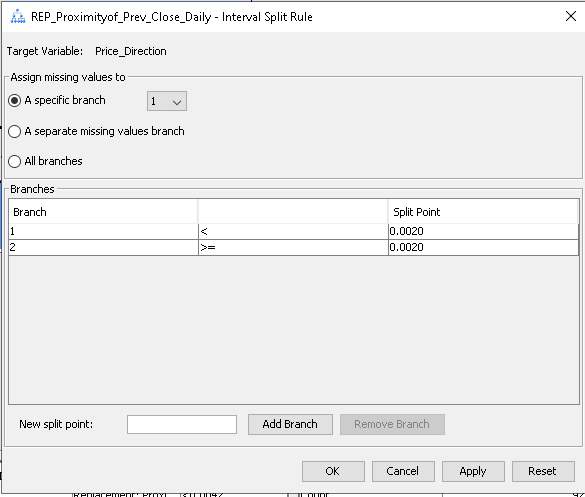 REP_Proximityof_Prev_Close_Daily - Interval Split Rule
Target Variable: Price_Direction
Assign missing values to
A specific branch 1
A separate missing values branch
All branches
Branches
Branch Split Point
1 < 0.0020
2 >= 0.0020
New split point: Add Branch Remove Branch
OK Cancel Apply Reset